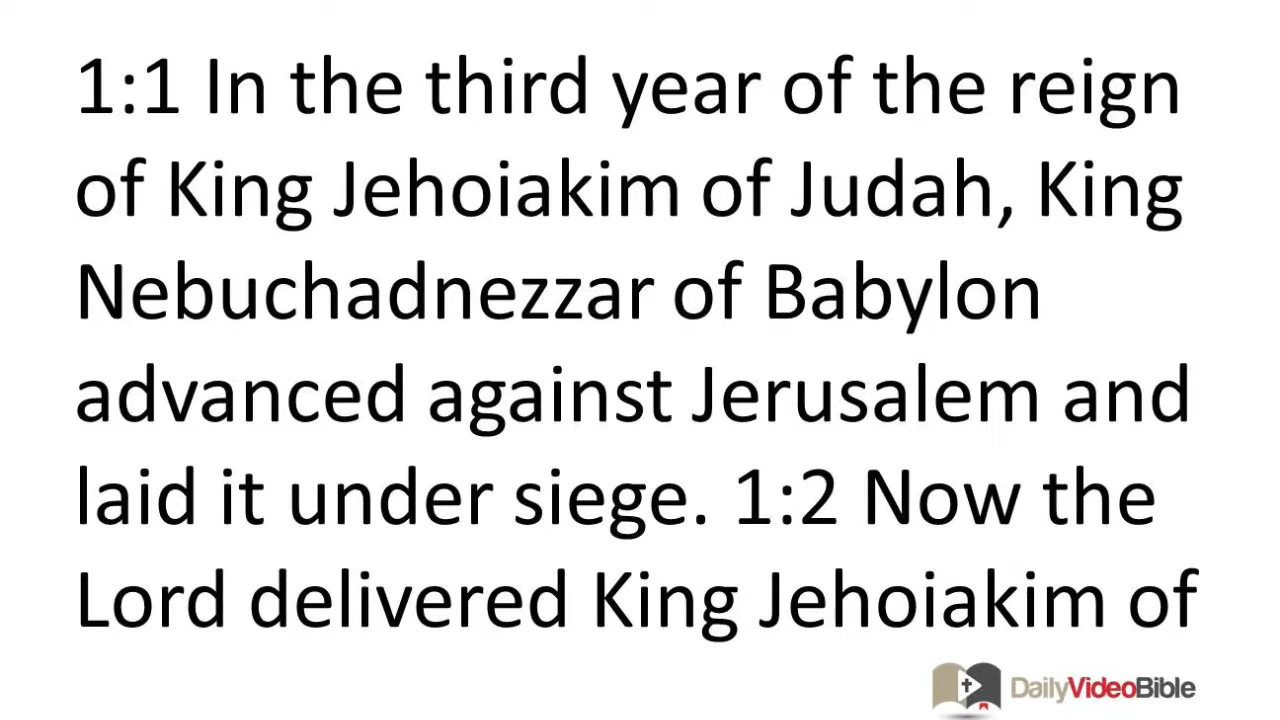 1:1 In the third year of the reign
of King Jehoiakim of Judah, King
Nebuchadnezzar of Babylon
advanced against Jerusalem and
laid it under siege. 1:2 Now the
Lord delivered King Jehoiakim of
DailyVideoBible